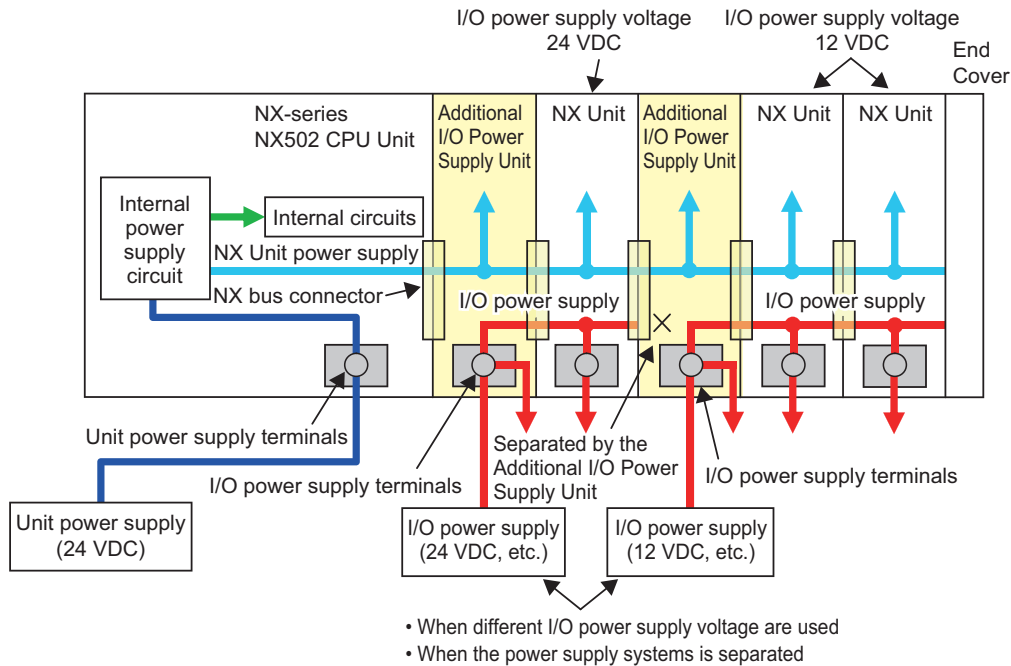 I/O power supply voltage
24 VDC
I/O power supply voltage
12 VDC
End
Cover
NX-series
NX502 CPU Unit
Additional
I/O Power
Supply Unit
NX Unit
Additional
I/O Power
Supply Unit
NX Unit
NX Unit
Internal
power
supply
circuit
Internal circuits
NX Unit power supply
NX bus connector
I/O power supply
I/O power supply
Unit power supply terminals
I/O power supply terminals
Separated by the
Additional I/O Power
Supply Unit
I/O power supply terminals
Unit power supply
(24 VDC)
I/O power supply
(24 VDC, etc.)
I/O power supply
(12 VDC, etc.)
• When different I/O power supply voltage are used
• When the power supply systems is separated